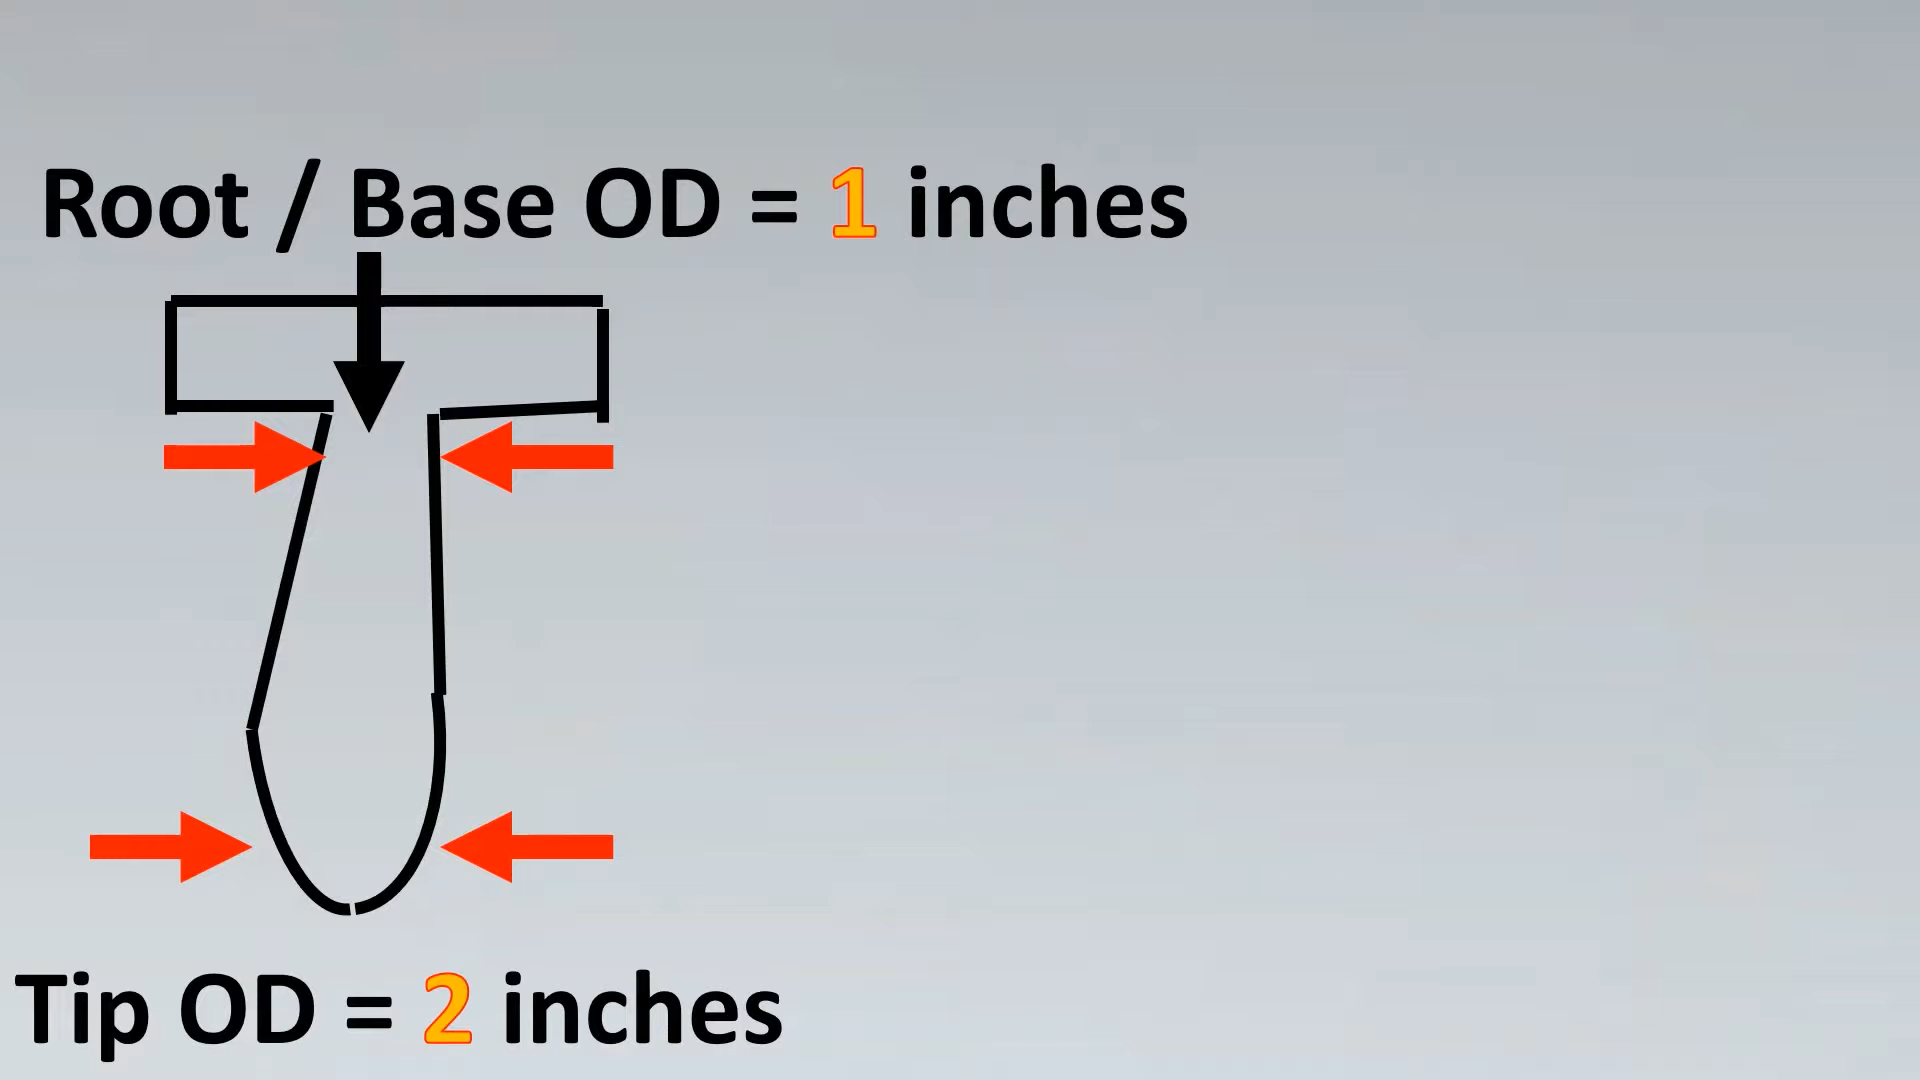 Root / Base OD = 1 inches
Tip OD = 2 inches